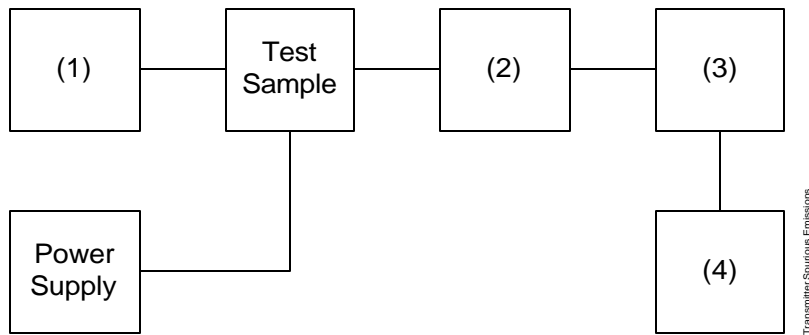 (1)
Test
Sample
(2)
(3)
Power
Supply
(4)
Transmitter Spurious Emissions